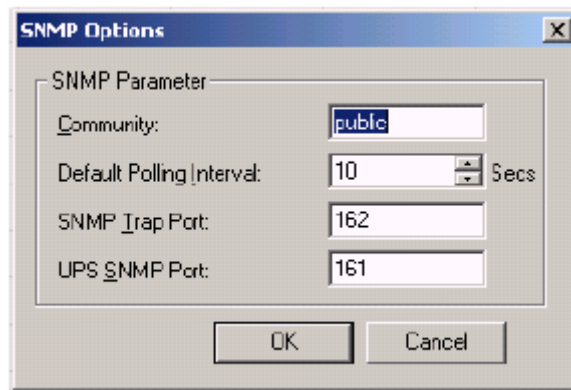 SNMP Options
SNMP Parameter
Community: public
Default Polling Interval: 10 Secs
SNMP Trap Port: 162
UPS SNMP Port: 161
OK Cancel